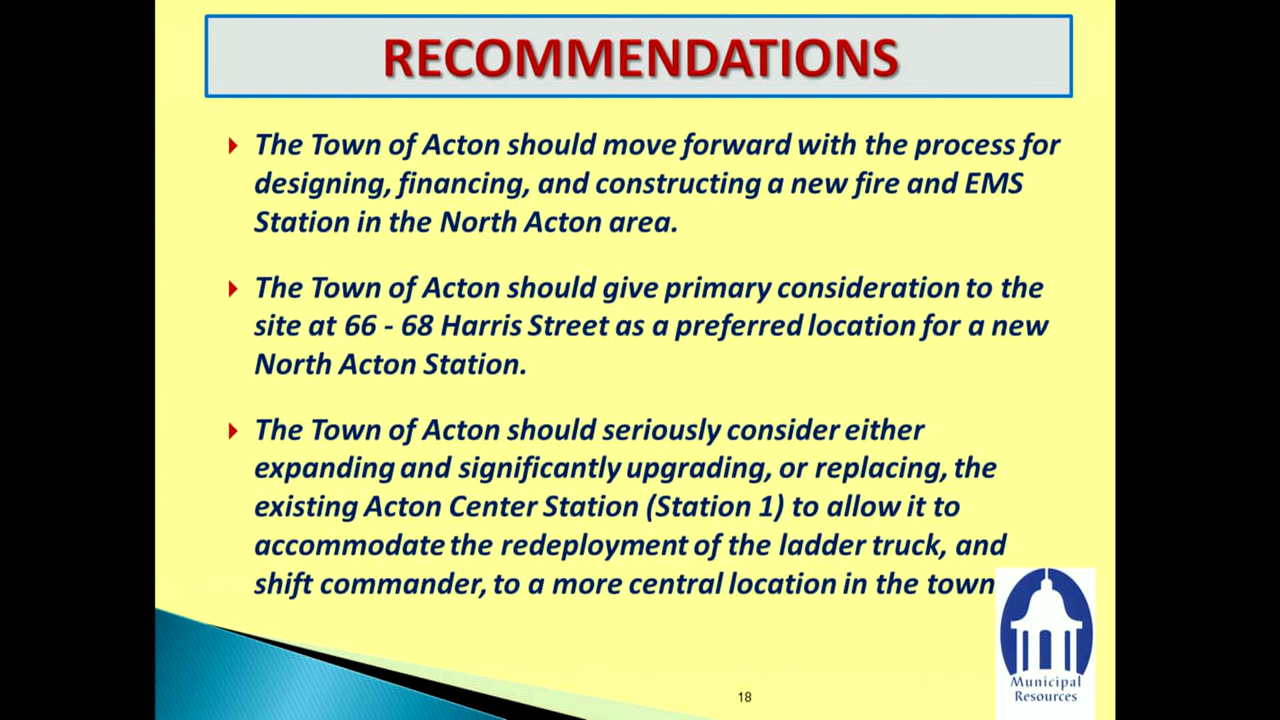 RECOMMENDATIONS
The Town of Acton should move forward with the process for
designing, financing, and constructing a new fire and EMS
Station in the North Acton area.
The Town of Acton should give primary consideration to the
site at 66 - 68 Harris Street as a preferred location for a new
North Acton Station.
The Town of Acton should seriously consider either
expanding and significantly upgrading, or replacing, the
existing Acton Center Station (Station 1) to allow it to
accommodate the redeployment of the ladder truck, and
shift commander, to a more central location in the town
Municipal
Resources
18